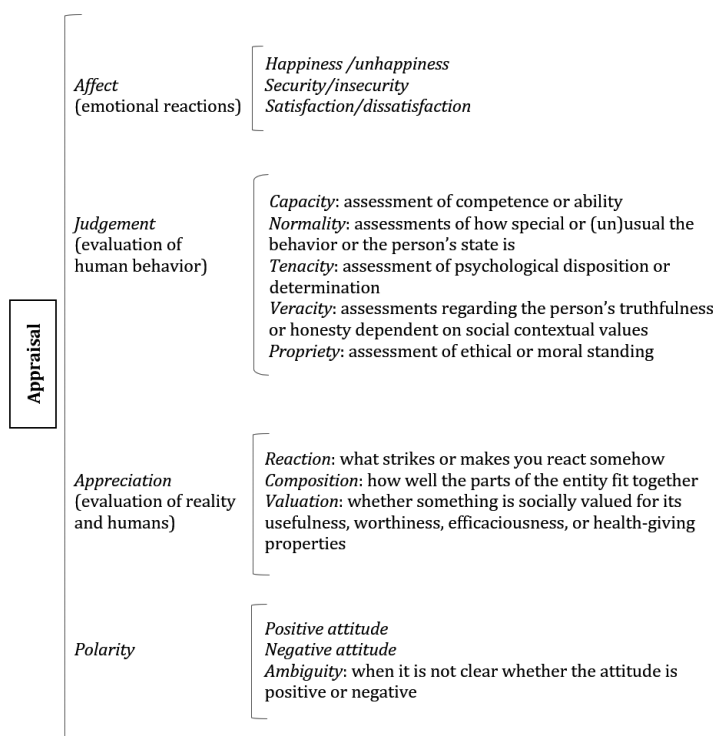 Appraisal
Affect
(emotional reactions)
Happiness /unhappiness
Security/insecurity
Satisfaction/dissatisfaction
Judgement
(evaluation of
human behavior)
Capacity: assessment of competence or ability
Normality: assessments of how special or (un)usual the
behavior or the person's state is
Tenacity: assessment of psychological disposition or
determination
Veracity: assessments regarding the person's truthfulness
or honesty dependent on social contextual values
Propriety: assessment of ethical or moral standing
Appreciation
(evaluation of reality
and humans)
Reaction: what strikes or makes you react somehow
Composition: how well the parts of the entity fit together
Valuation: whether something is socially valued for its
usefulness, worthiness, efficaciousness, or health-giving
properties
Polarity
Positive attitude
Negative attitude
Ambiguity: when it is not clear whether the attitude is
positive or negative